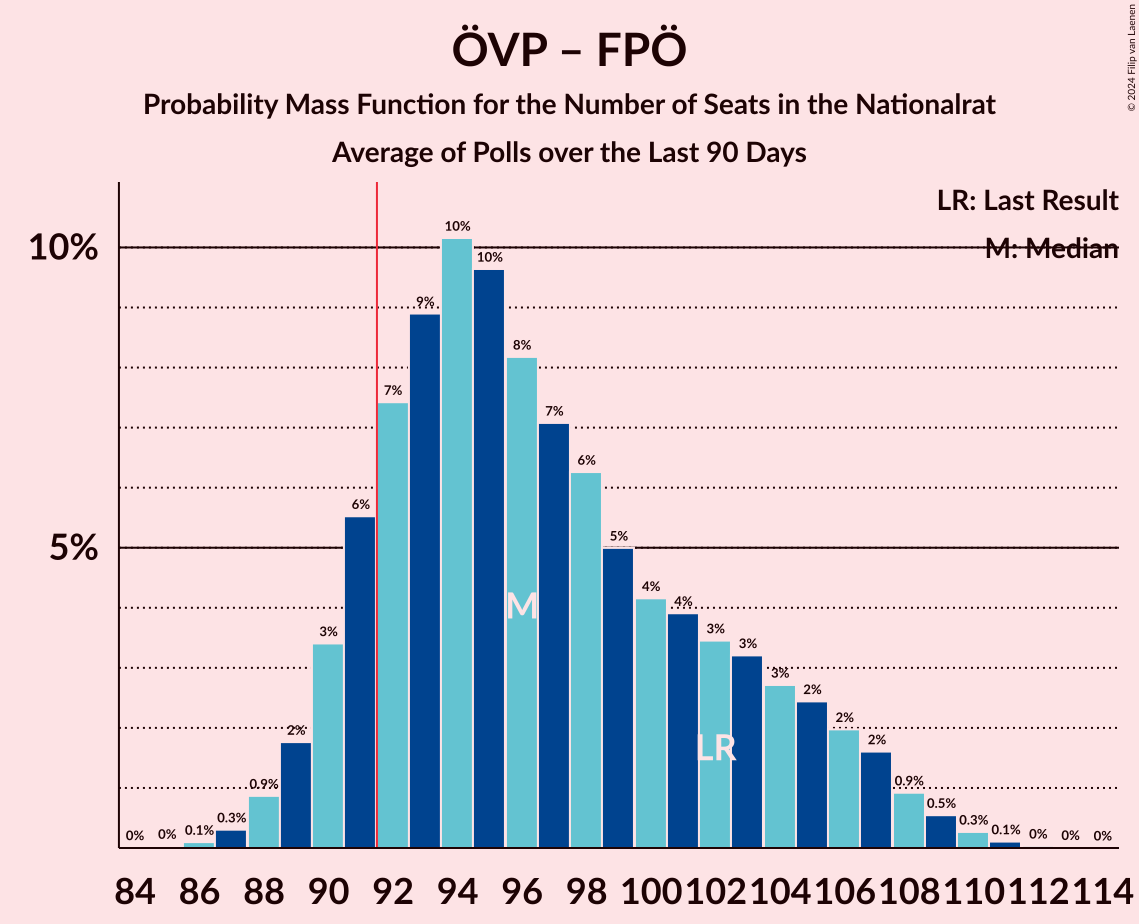 ÖVP – FPÖ
Probability Mass Function for the Number of Seats in the Nationalrat
Average of Polls over the Last 90 Days
© 2024 Filip van Laenen
LR: Last Result
M: Median
10%
5%
0% 0% 0.1% 0.3% 0.9% 2% 3% 6% 7% 9% 10% 10% 8% 7% 6% 5% 4% 4% 3% 3% 3% 2% 2% 2% 0.9% 0.5% 0.3% 0.1% 0% 0% 0%
M
LR
84 86 88 90 92 94 96 98 100 102 104 106 108 110 112 114